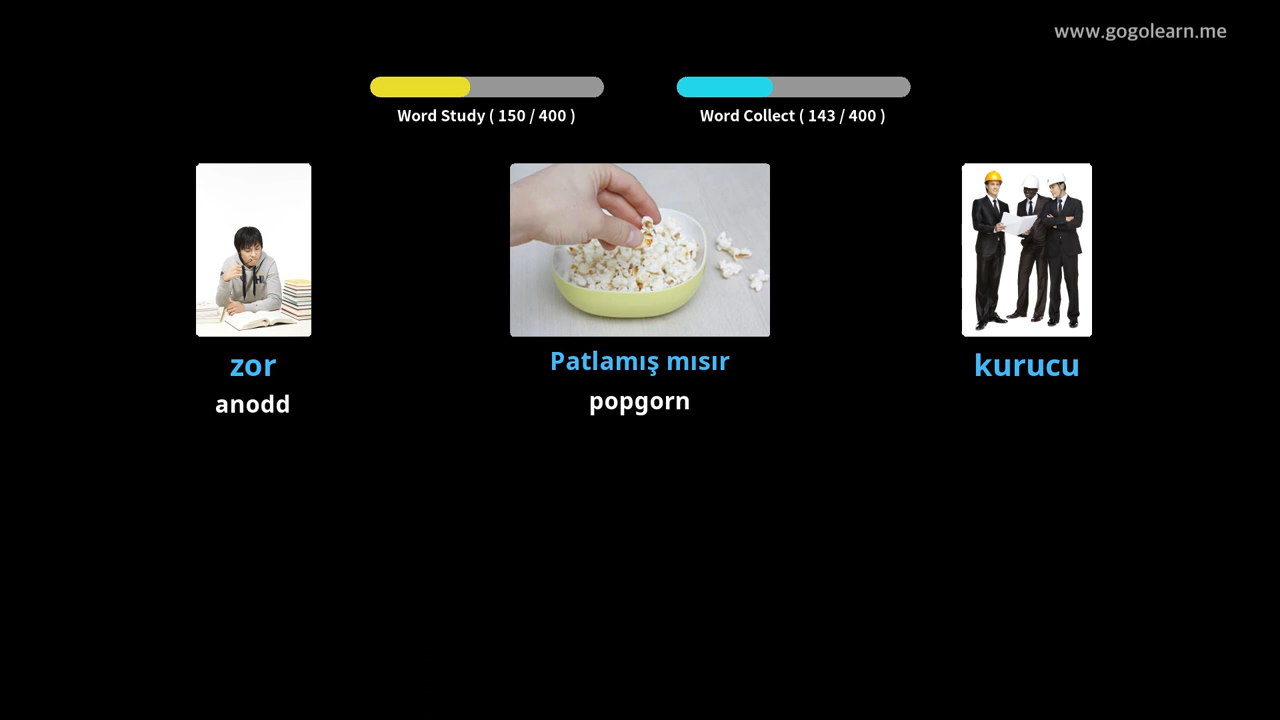 www.gogolearn.me
Word Study ( 150 / 400 )
Word Collect ( 143 / 400 )
zor
anodd
Patlamış mısır
popgorn
kurucu